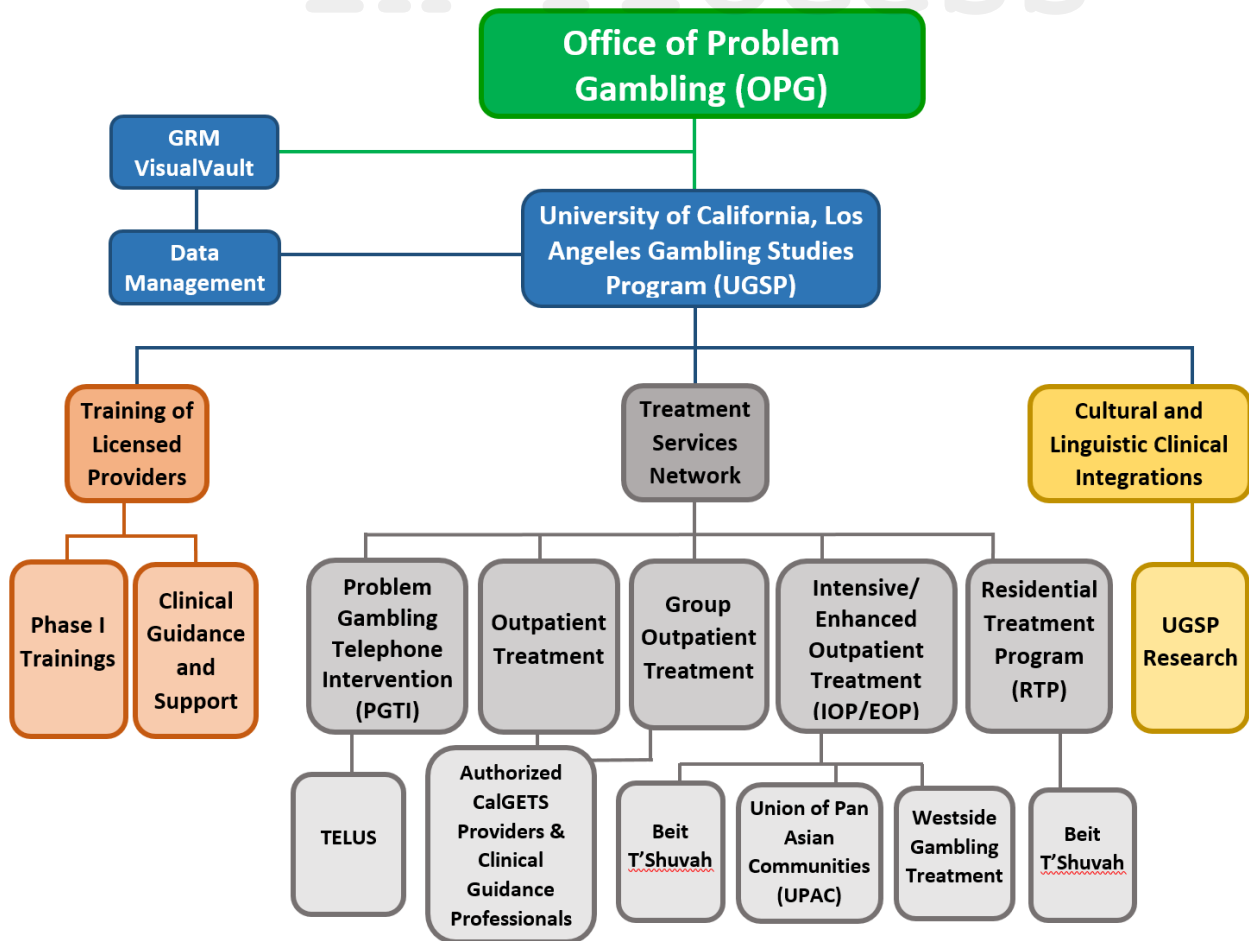 Office of Problem
Gambling (OPG)
GRM
VisualVault
Data
Management
University of California, Los
Angeles Gambling Studies
Program (UGSP)
Training of
Licensed
Providers
Treatment
Services
Network
Cultural and
Linguistic Clinical
Integrations
Phase I
Trainings
Clinical
Guidance
and
Support
Problem
Gambling
Telephone
Intervention
(PGTI)
Outpatient
Treatment
Group
Outpatient
Treatment
Intensive/
Enhanced
Outpatient
Treatment
(IOP/EOP)
Residential
Treatment
Program
(RTP)
UGSP
Research
TELUS
Authorized
CalGETS
Providers &
Clinical
Guidance
Professionals
Beit
T'Shuvah
Union of Pan
Asian
Communities
(UPAC)
Westside
Gambling
Treatment
Beit
T'Shuvah